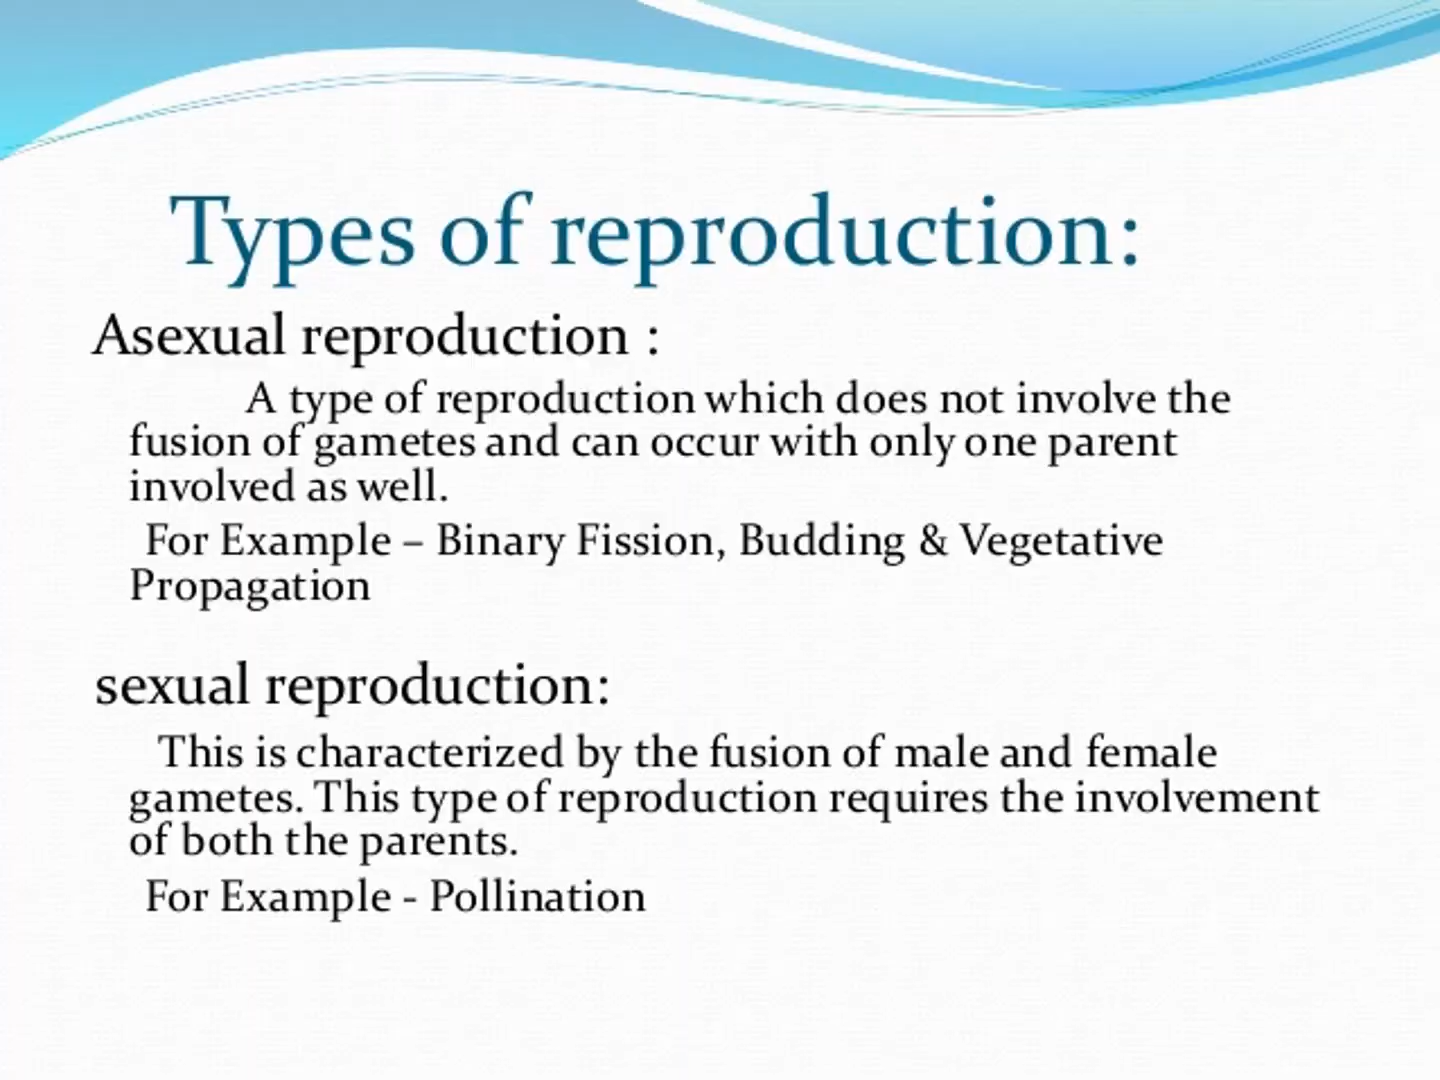 Types of reproduction:
Asexual reproduction :
A type of reproduction which does not involve the
fusion of gametes and can occur with only one parent
involved as well.
For Example – Binary Fission, Budding & Vegetative
Propagation
sexual reproduction:
This is characterized by the fusion of male and female
gametes. This type of reproduction requires the involvement
of both the parents.
For Example - Pollination